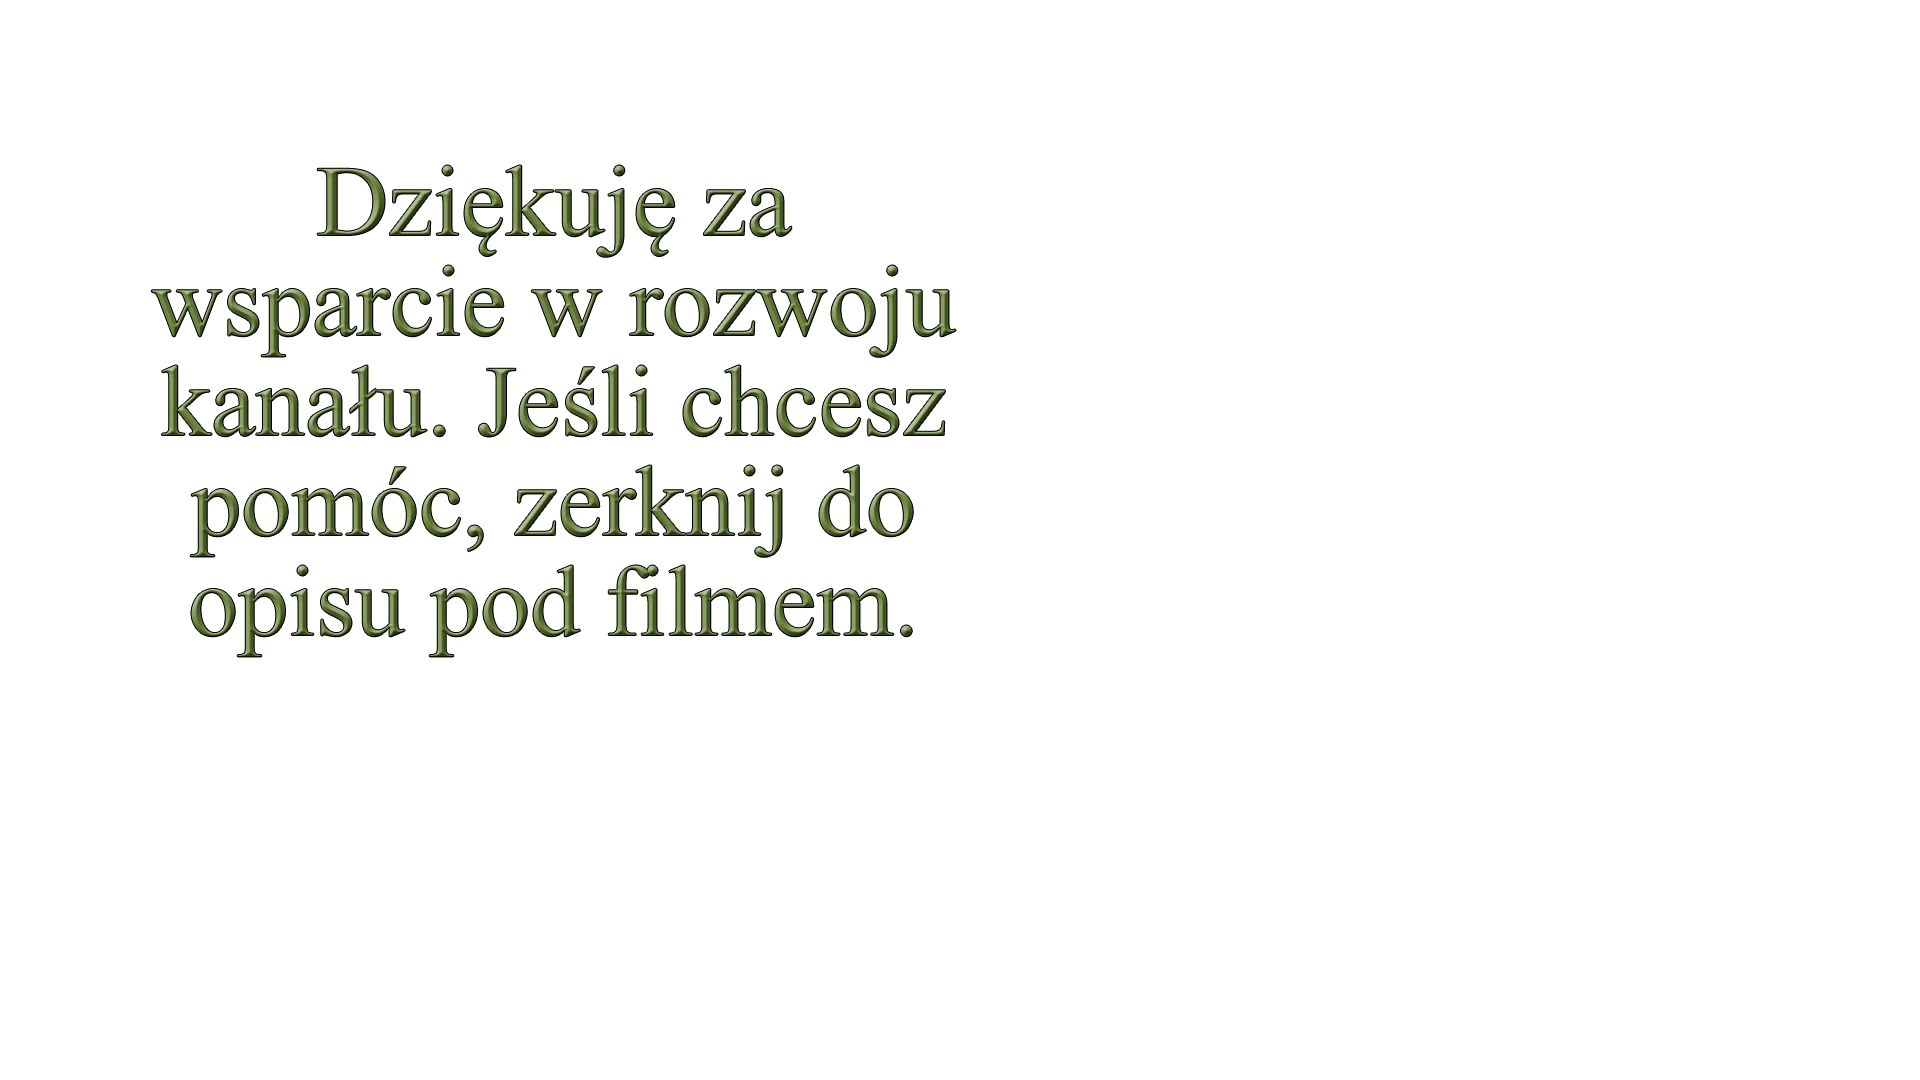 Dziękuję za
wsparcie w rozwoju
kanału. Jeśli chcesz
pomóc, zerknij do
opisu pod filmem.